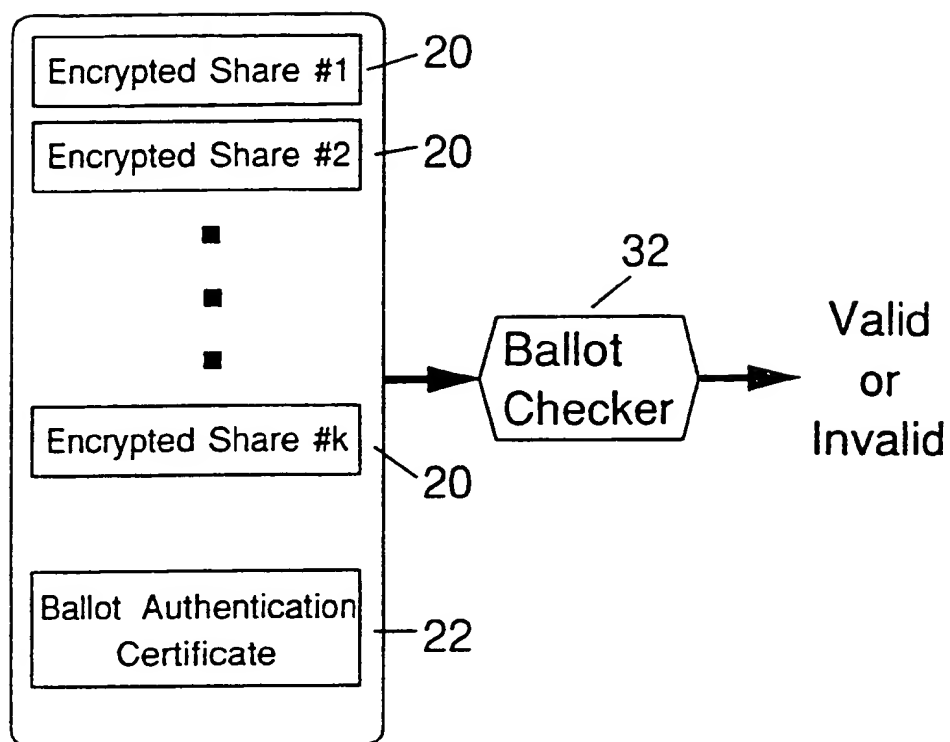 Encrypted Share #1
20
Encrypted Share #2
20
32
Ballot
Checker
Valid
or
Invalid
Encrypted Share #k
20
Ballot Authentication
Certificate
22